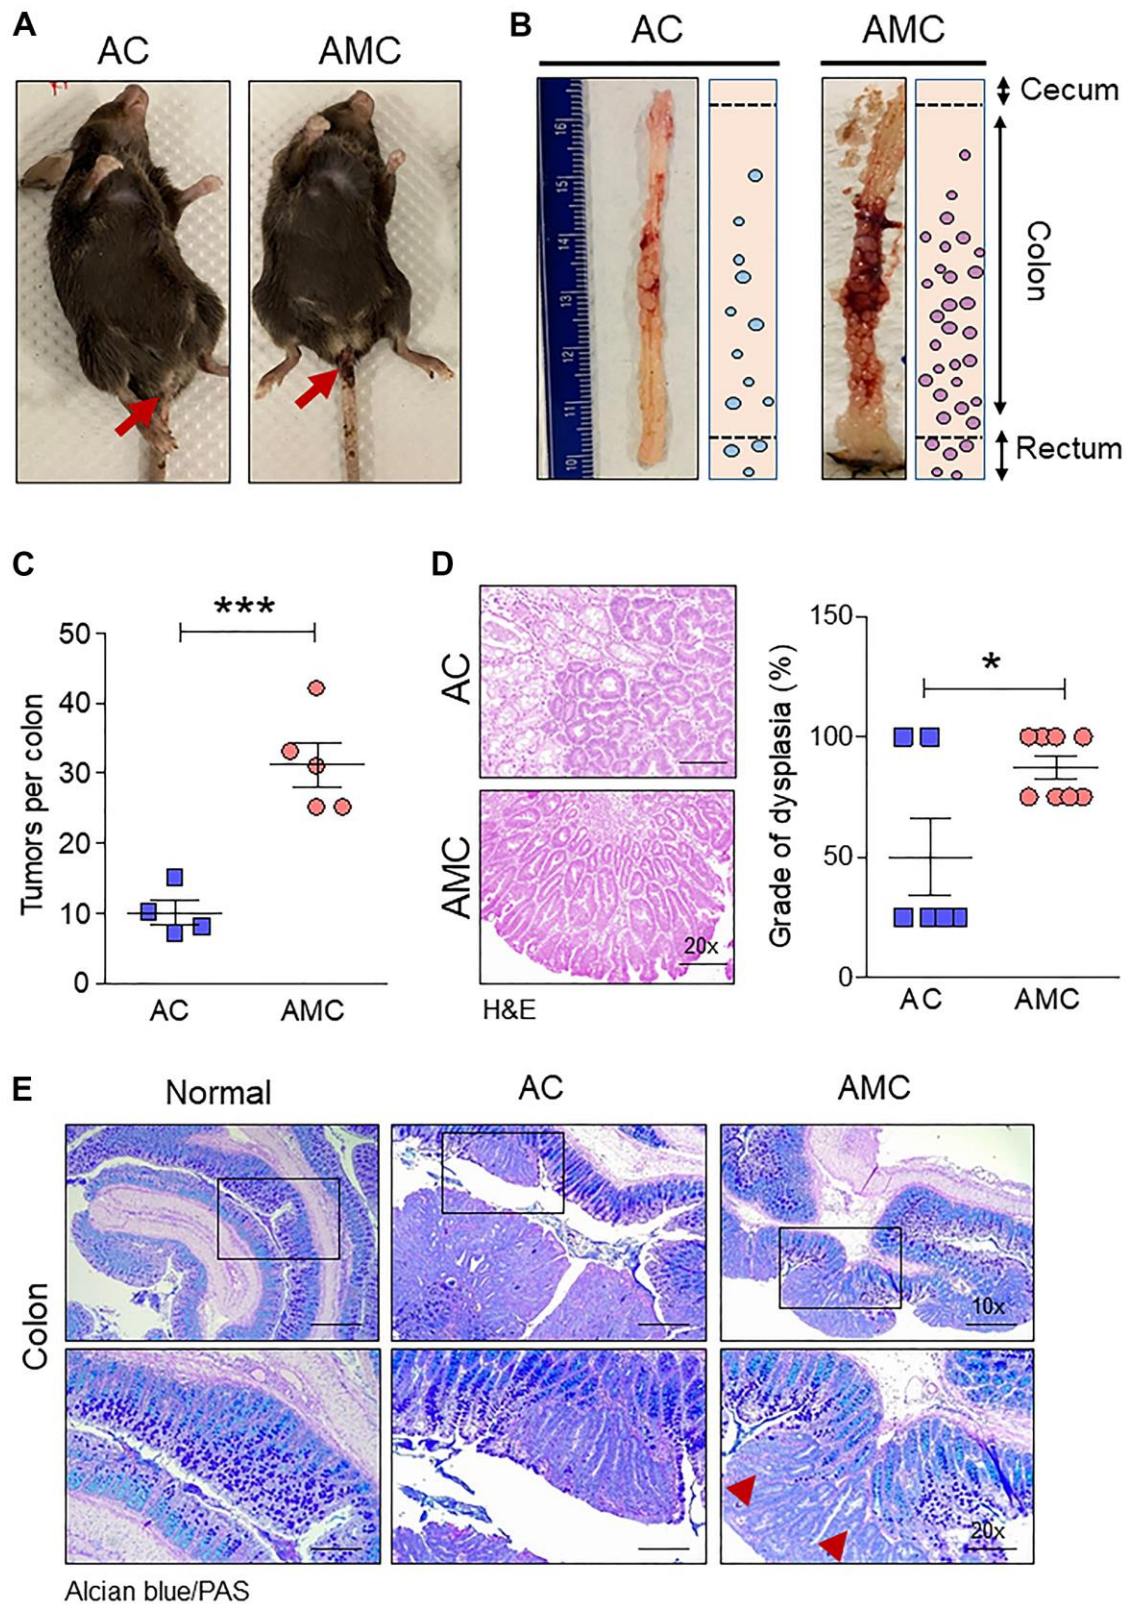 A
AC
AMC
B
AC
AMC
16
15
14
13
12
11
10
Cecum
Colon
Rectum
C
***
Tumors per colon
50
40
30
20
10
0
AC
AMC
D
AC
AMC
20x
H&E
*
Grade of dysplasia (%)
150
100
50
0
AC
AMC
E
Normal
AC
AMC
Colon
10x
20x
Alcian blue/PAS